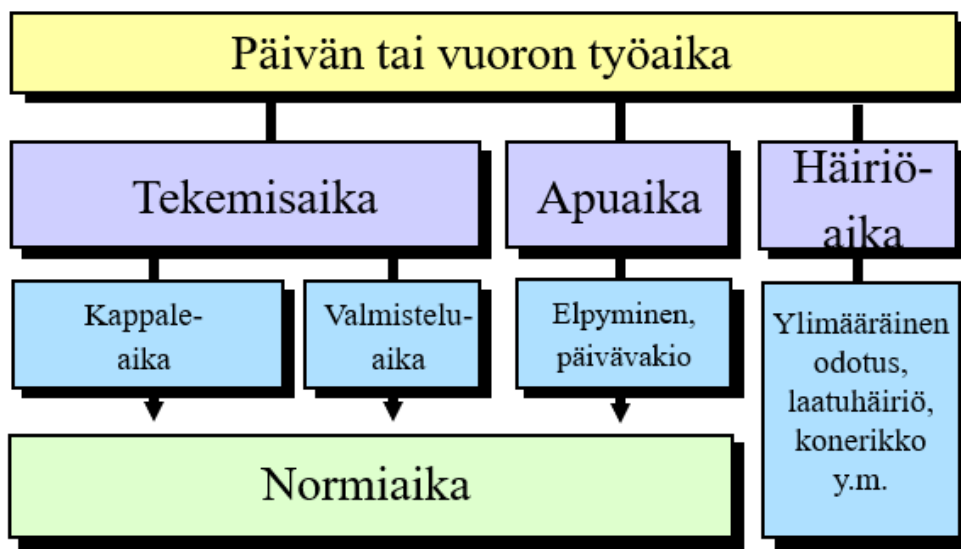 Päivän tai vuoron työaika
Tekemisaika
Apuaika
Häiriö-
aika
Kappale-
aika
Valmistelu-
aika
Elpyminen,
päivävakio
Ylimääräinen
odotus,
laatuhäiriö,
konerikko
y.m.
Normiaika